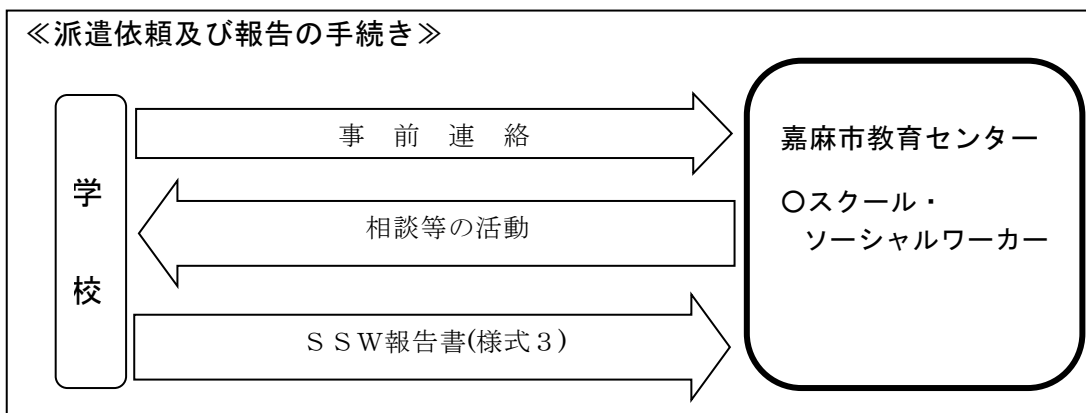 ≪派遣依頼及び報告の手続き≫
学校
事　前　連　絡
相談等の活動
ＳＳＷ報告書(様式３)
嘉麻市教育センター
〇スクール・
ソーシャルワーカー